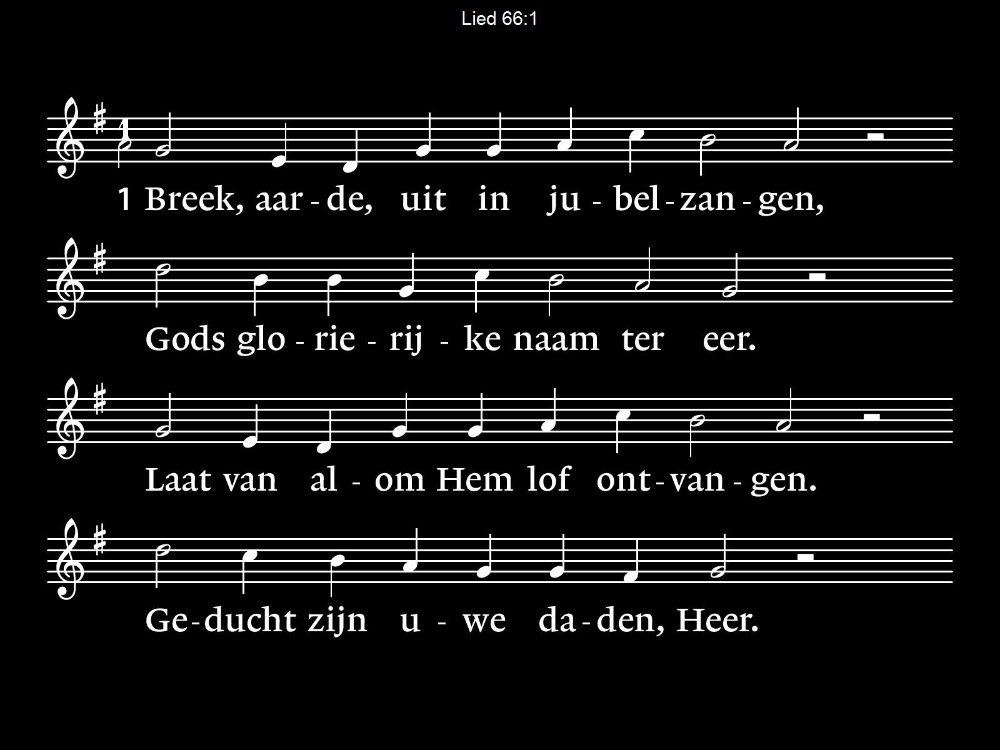 Lied 66:1
1 Breek, aar - de, uit in ju - bel - zan - gen,
Gods glo - rie - rij - ke naam ter eer.
Laat van al - om Hem lof ont - van - gen.
Ge - ducht zijn u - we da - den, Heer.